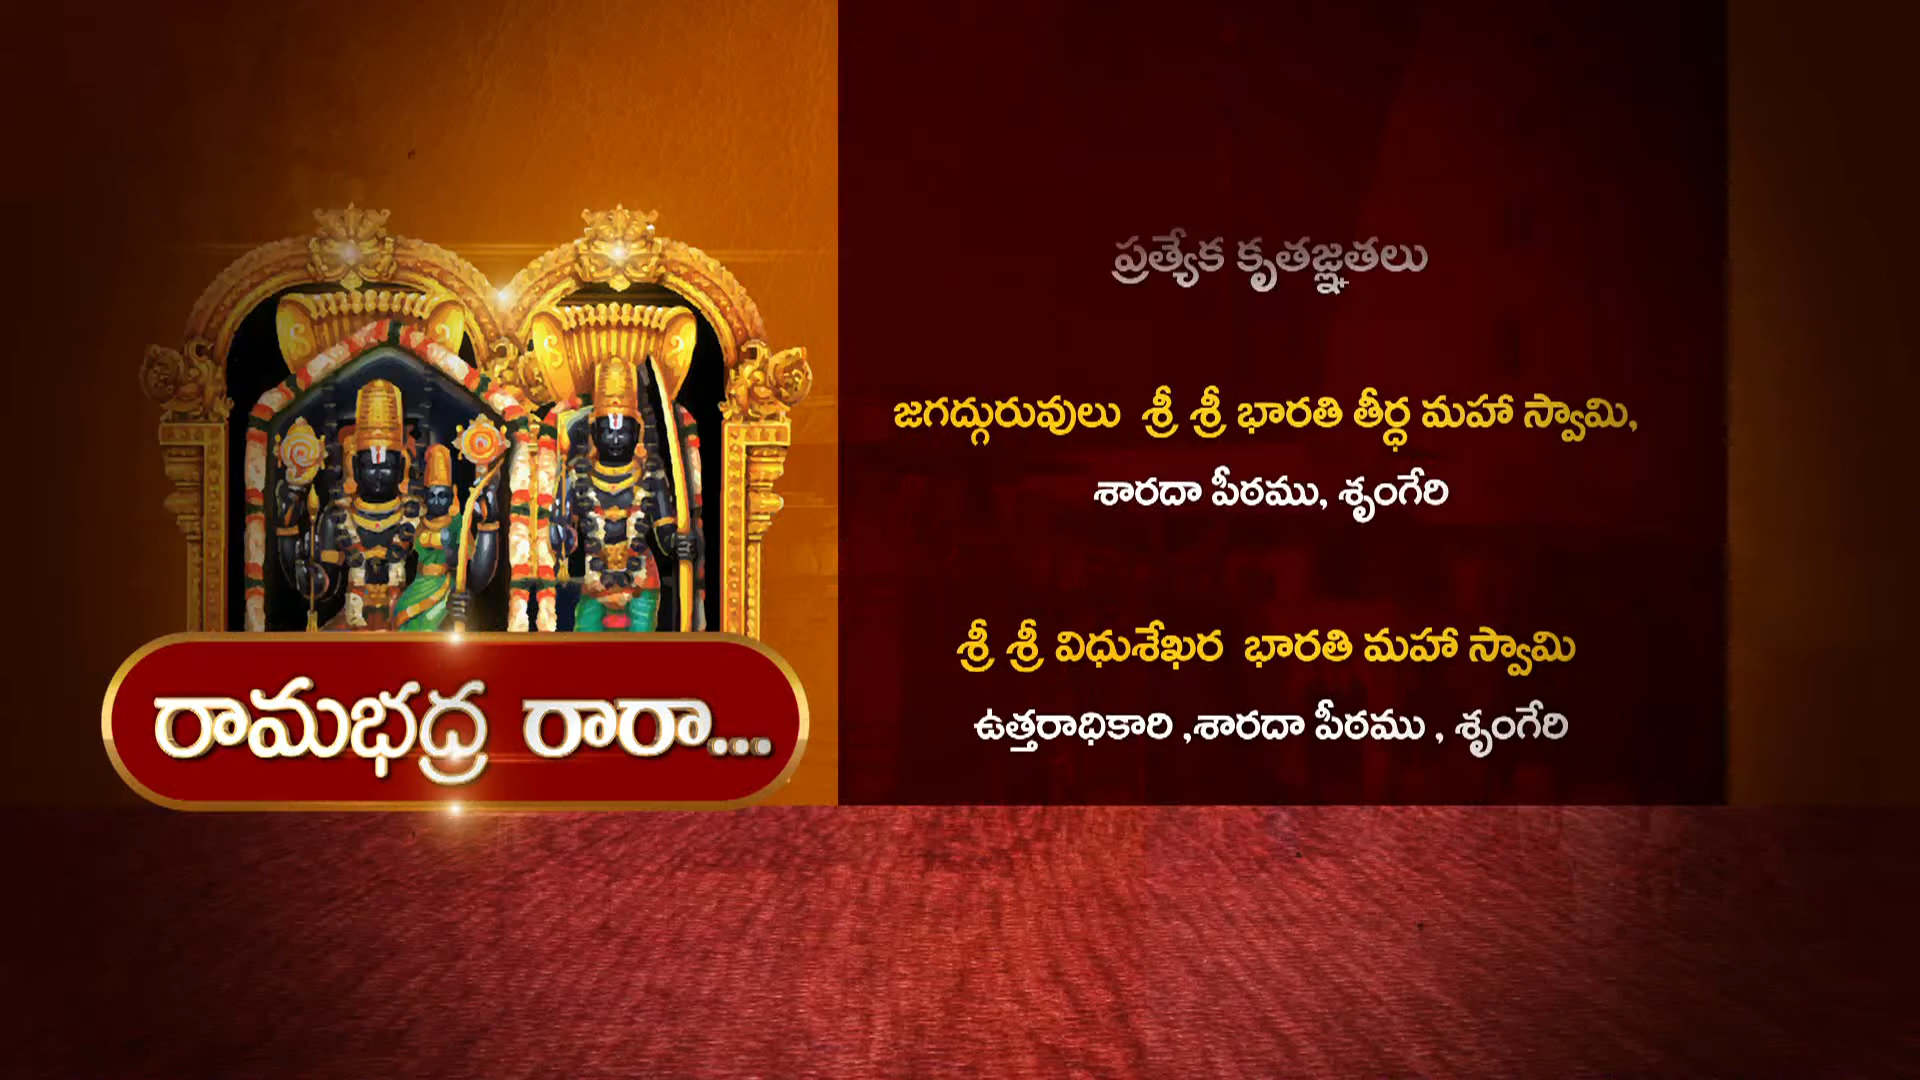 ప్రత్యేక కృతజ్ఞతలు
జగద్గురువులు శ్రీ శ్రీ భారతి తీర్ధ మహా స్వామి,
శారదా పీఠము, శృంగేరి
శ్రీ శ్రీ విధుశేఖర భారతి మహా స్వామి
ఉత్తరాధికారి ,శారదా పీఠము , శృంగేరి
రామభద్ర రారా...